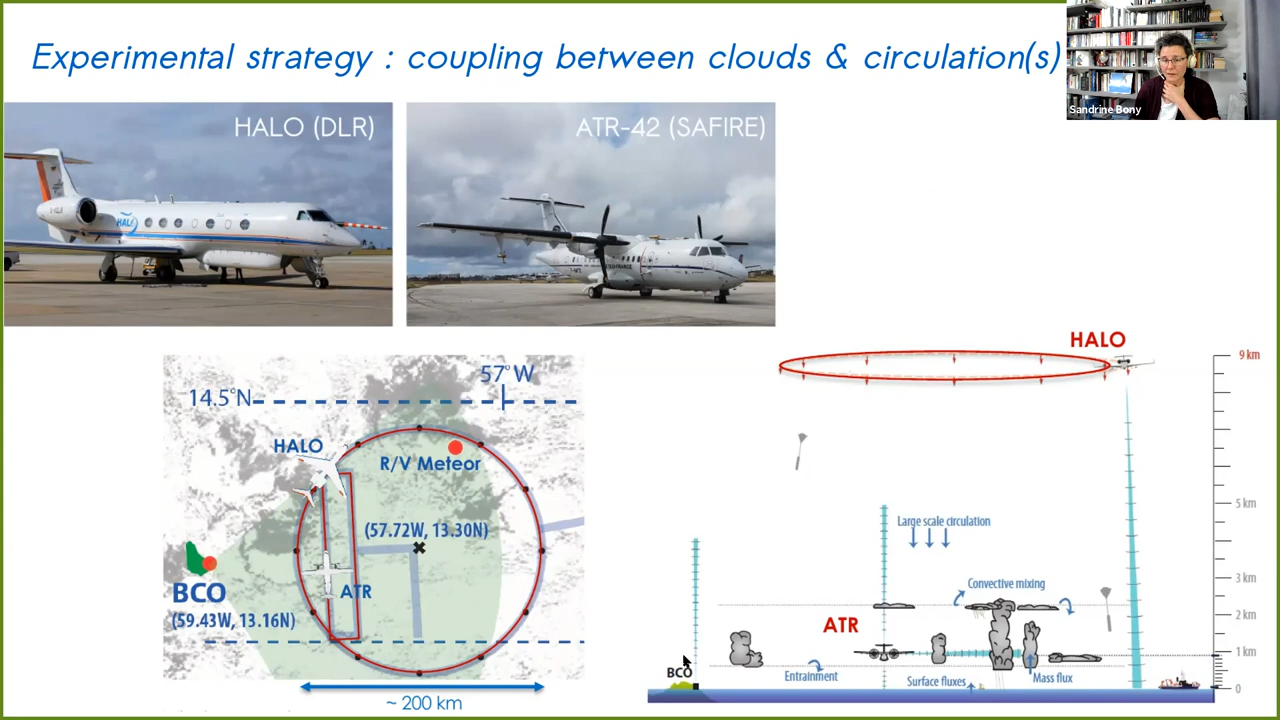 Experimental strategy : coupling between clouds & circulation(s)
Sandrine Bony
HALO (DLR)
ATR-42 (SAFIRE)
HALO
57°W
14.5°N
HALO
R/V Meteor
(57.72W, 13.30N)
BCO
ATR
(59.43W, 13.16N)
~ 200 km
HALO
9 km
5 km
Large scale circulation
3 km
Convective mixing
2 km
ATR
1 km
BCO
Entrainment
Surface fluxes
Mass flux
0